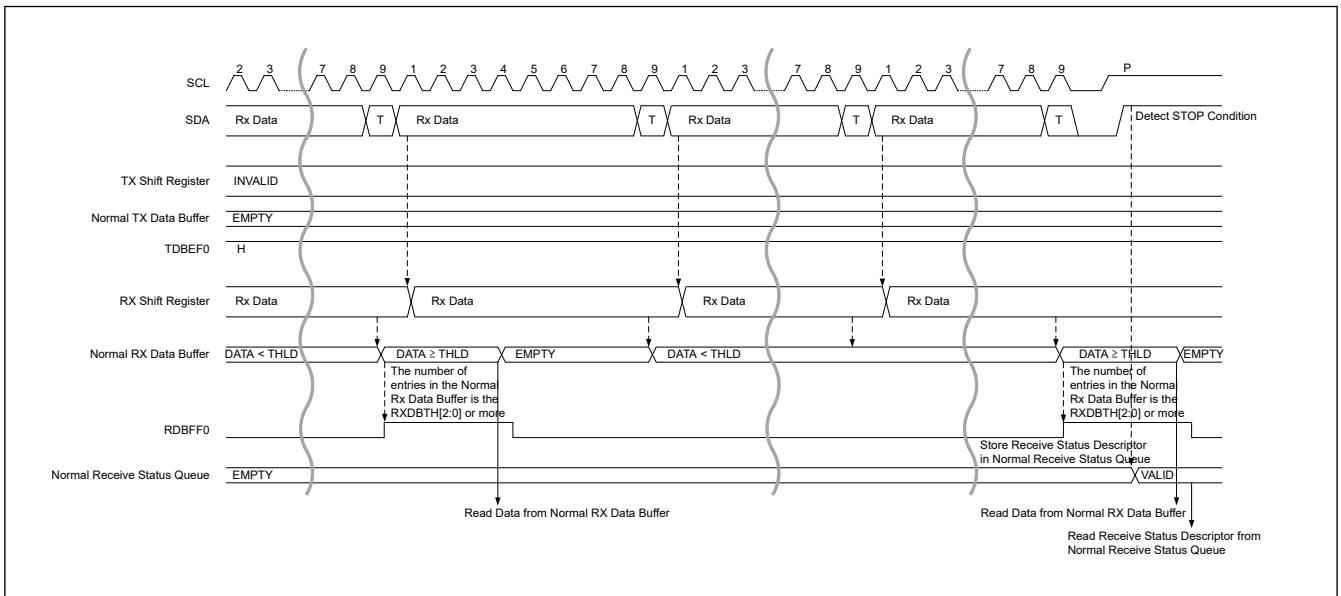 2 3 7 8 9 1 2 3 4 5 6 7 8 9 1 2 3 7 8 9 1 2 3 7 8 9 P
SCL
SDA Rx Data T Rx Data T Rx Data T Rx Data T Detect STOP Condition
TX Shift Register INVALID
Normal TX Data Buffer EMPTY
TDBEF0 H
RX Shift Register Rx Data Rx Data Rx Data Rx Data
Normal RX Data Buffer DATA < THLD DATA ≥ THLD EMPTY DATA < THLD DATA ≥ THLD EMPTY
The number of
entries in the Normal
Rx Data Buffer is the
RXDBTH[2:0] or more
The number of
entries in the Normal
Rx Data Buffer is the
RXDBTH[2:0] or more
RDBFF0
Store Receive Status Descriptor
in Normal Receive Status Queue
Normal Receive Status Queue EMPTY VALID
Read Data from Normal RX Data Buffer Read Data from Normal RX Data Buffer
Read Receive Status Descriptor from
Normal Receive Status Queue